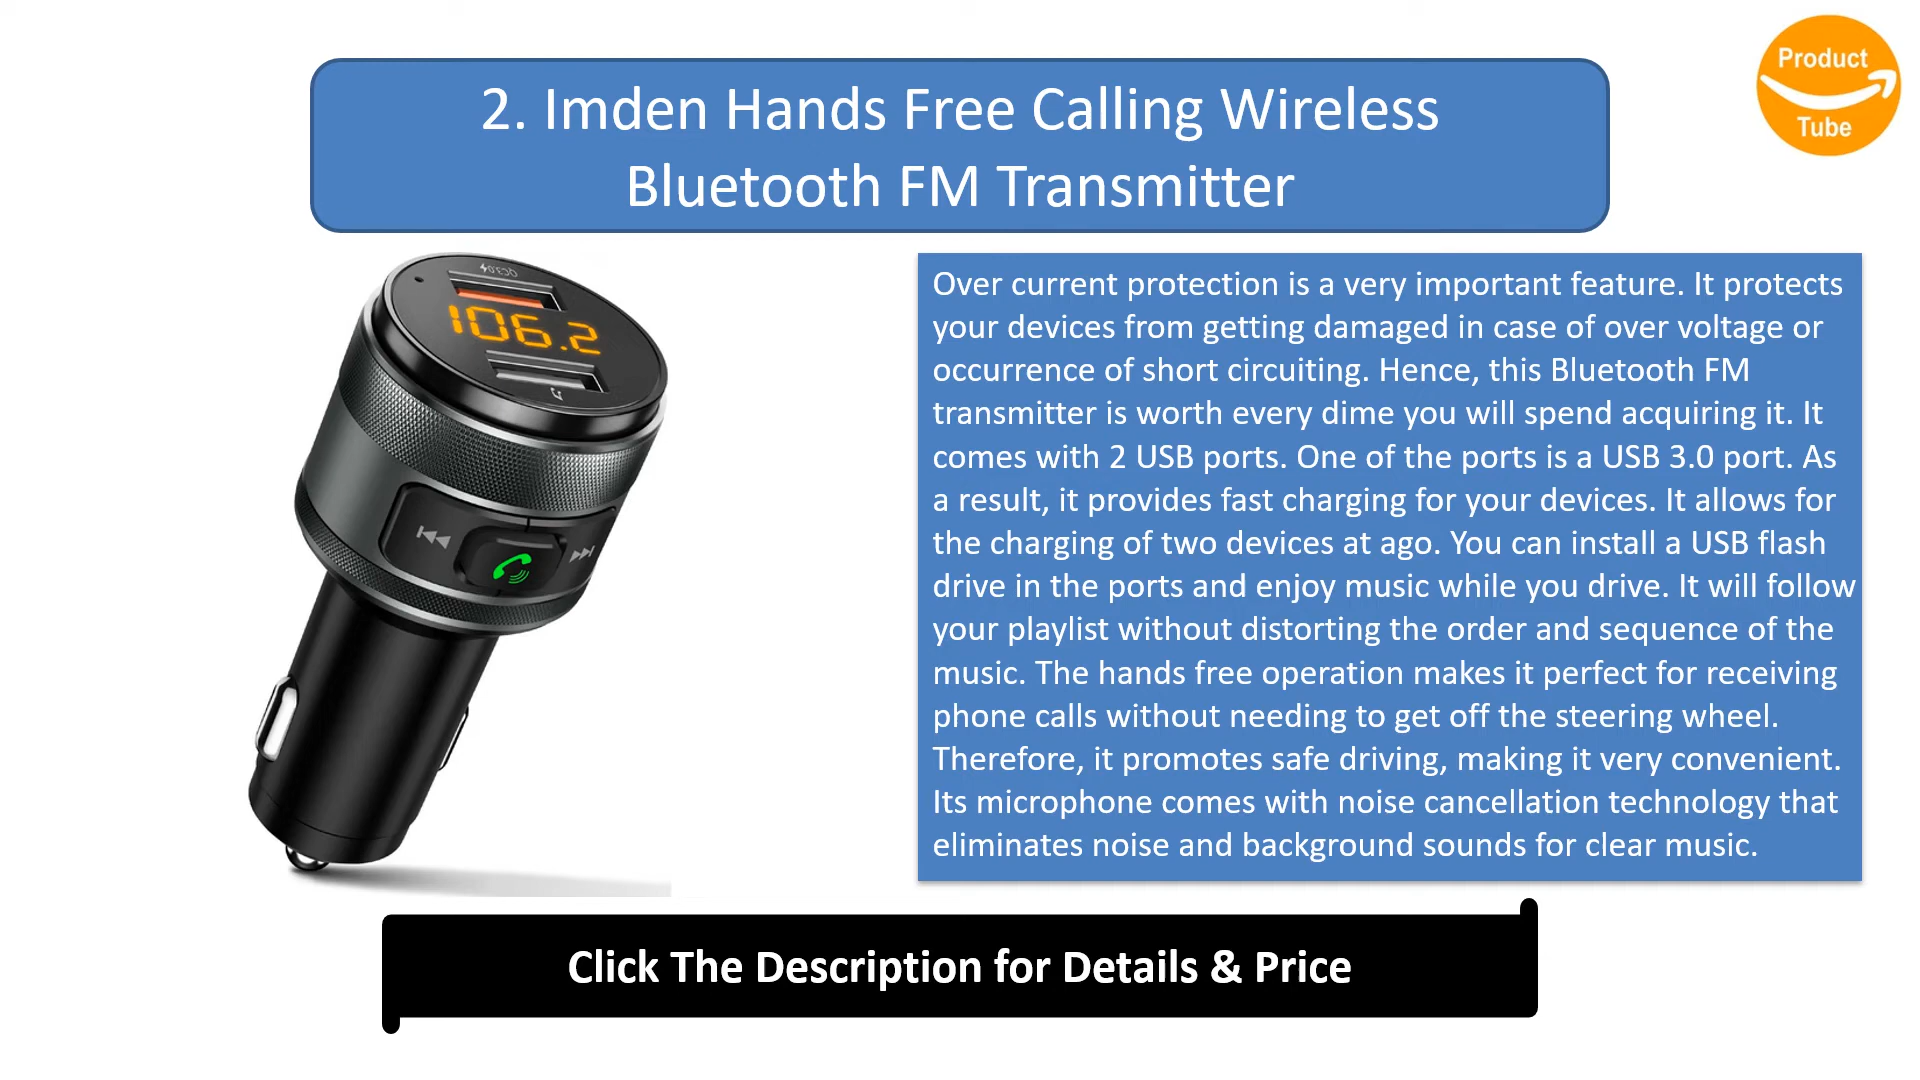 Product
Tube
2. Imden Hands Free Calling Wireless
Bluetooth FM Transmitter
QC3.0
106.2
Over current protection is a very important feature. It protects
your devices from getting damaged in case of over voltage or
occurrence of short circuiting. Hence, this Bluetooth FM
transmitter is worth every dime you will spend acquiring it. It
comes with 2 USB ports. One of the ports is a USB 3.0 port. As
a result, it provides fast charging for your devices. It allows for
the charging of two devices at ago. You can install a USB flash
drive in the ports and enjoy music while you drive. It will follow
your playlist without distorting the order and sequence of the
music. The hands free operation makes it perfect for receiving
phone calls without needing to get off the steering wheel.
Therefore, it promotes safe driving, making it very convenient.
Its microphone comes with noise cancellation technology that
eliminates noise and background sounds for clear music.
Click The Description for Details & Price